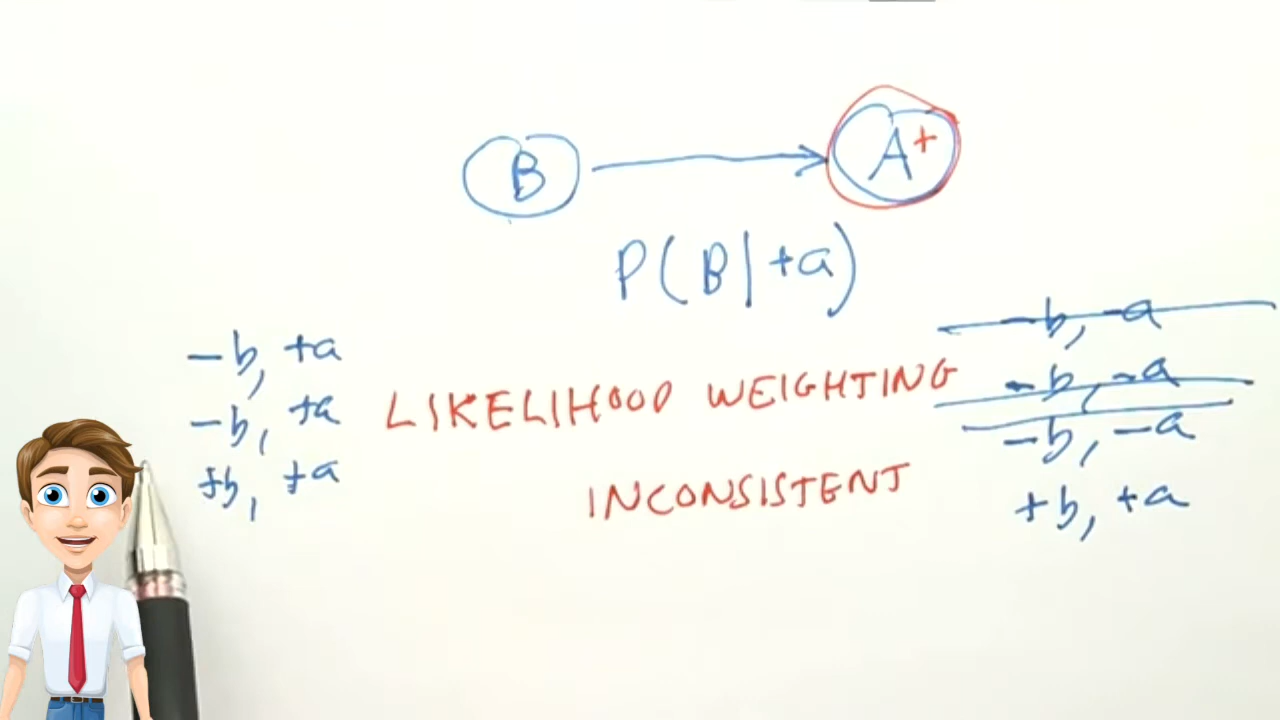 B
A+
P(B|+a)
-b, -a
-b, +a
LIKELIHOOD WEIGHTING
-b, -a
-b, +a
-b, -a
+b, +a
INCONSISTENT
+b, +a